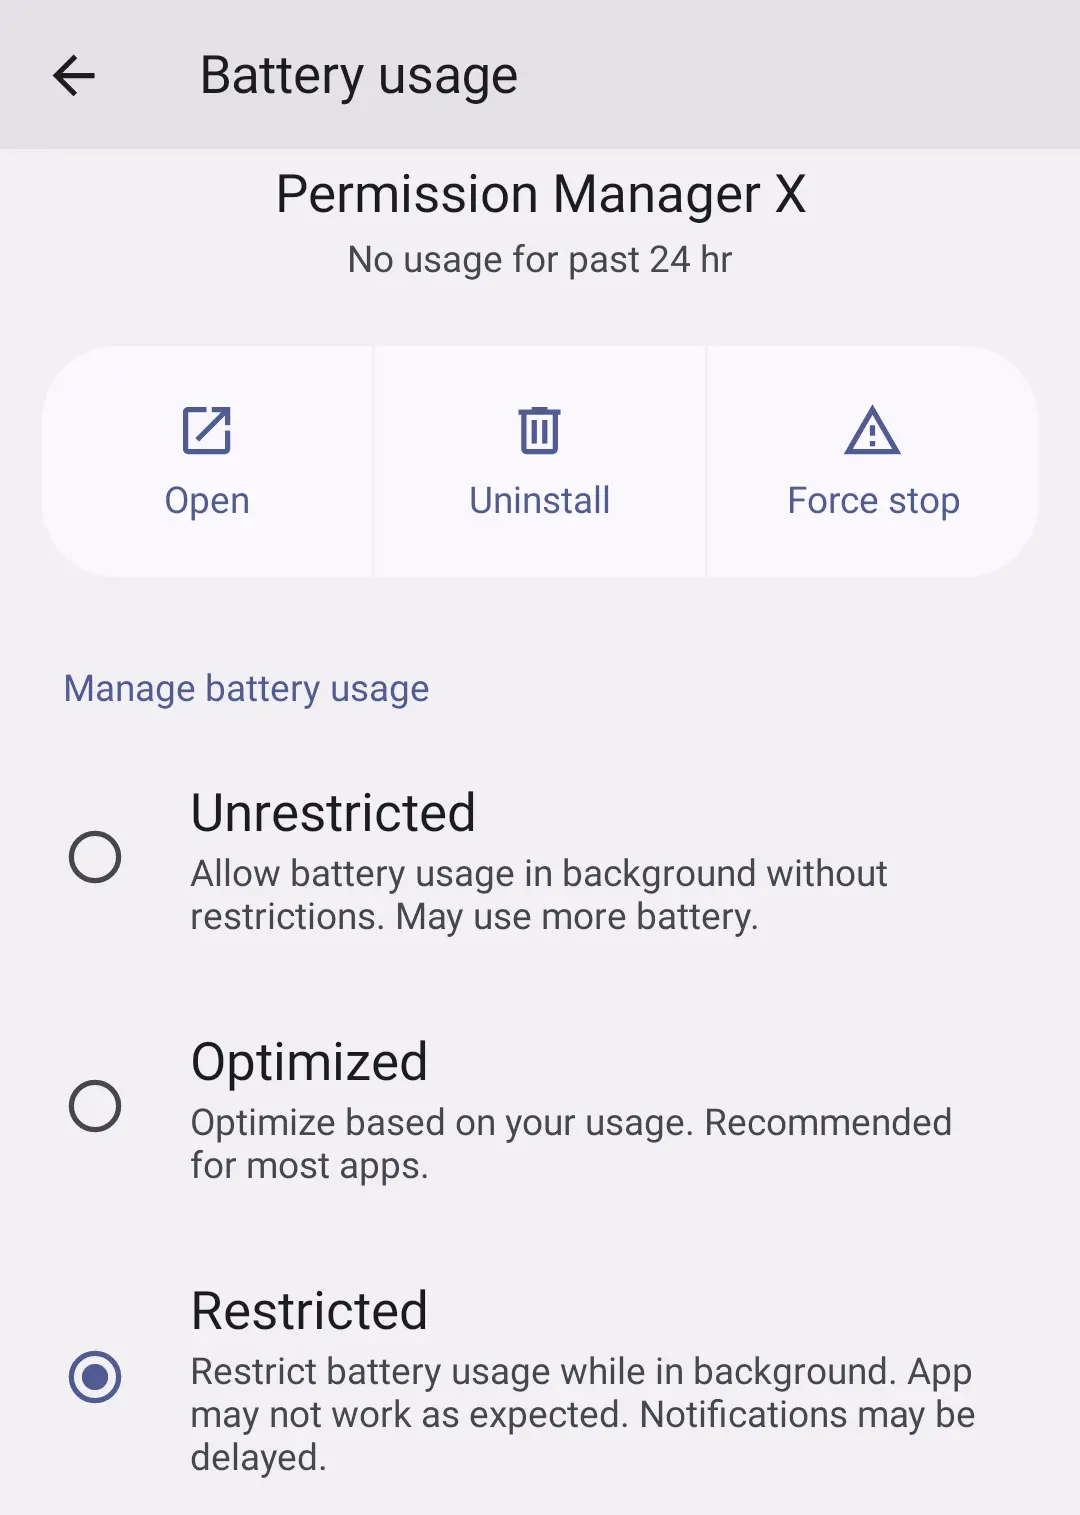 Battery usage
Permission Manager X
No usage for past 24 hr
Open
Uninstall
Force stop
Manage battery usage
Unrestricted
Allow battery usage in background without
restrictions. May use more battery.
Optimized
Optimize based on your usage. Recommended
for most apps.
Restricted
Restrict battery usage while in background. App
may not work as expected. Notifications may be
delayed.